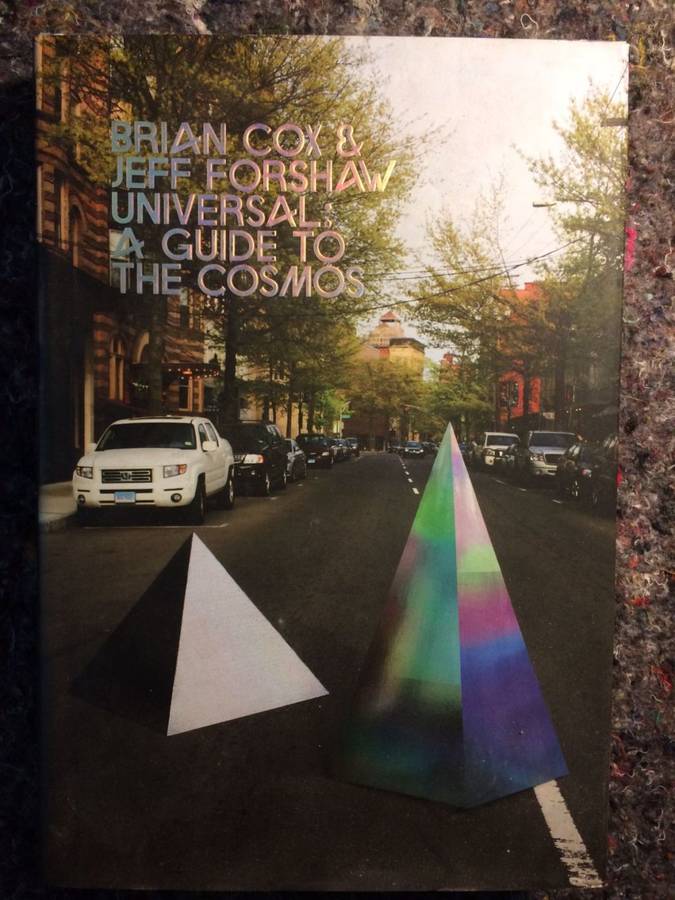 BRIAN COX &
JEFF FORSHAW
UNIVERSAL:
A GUIDE TO
THE COSMOS